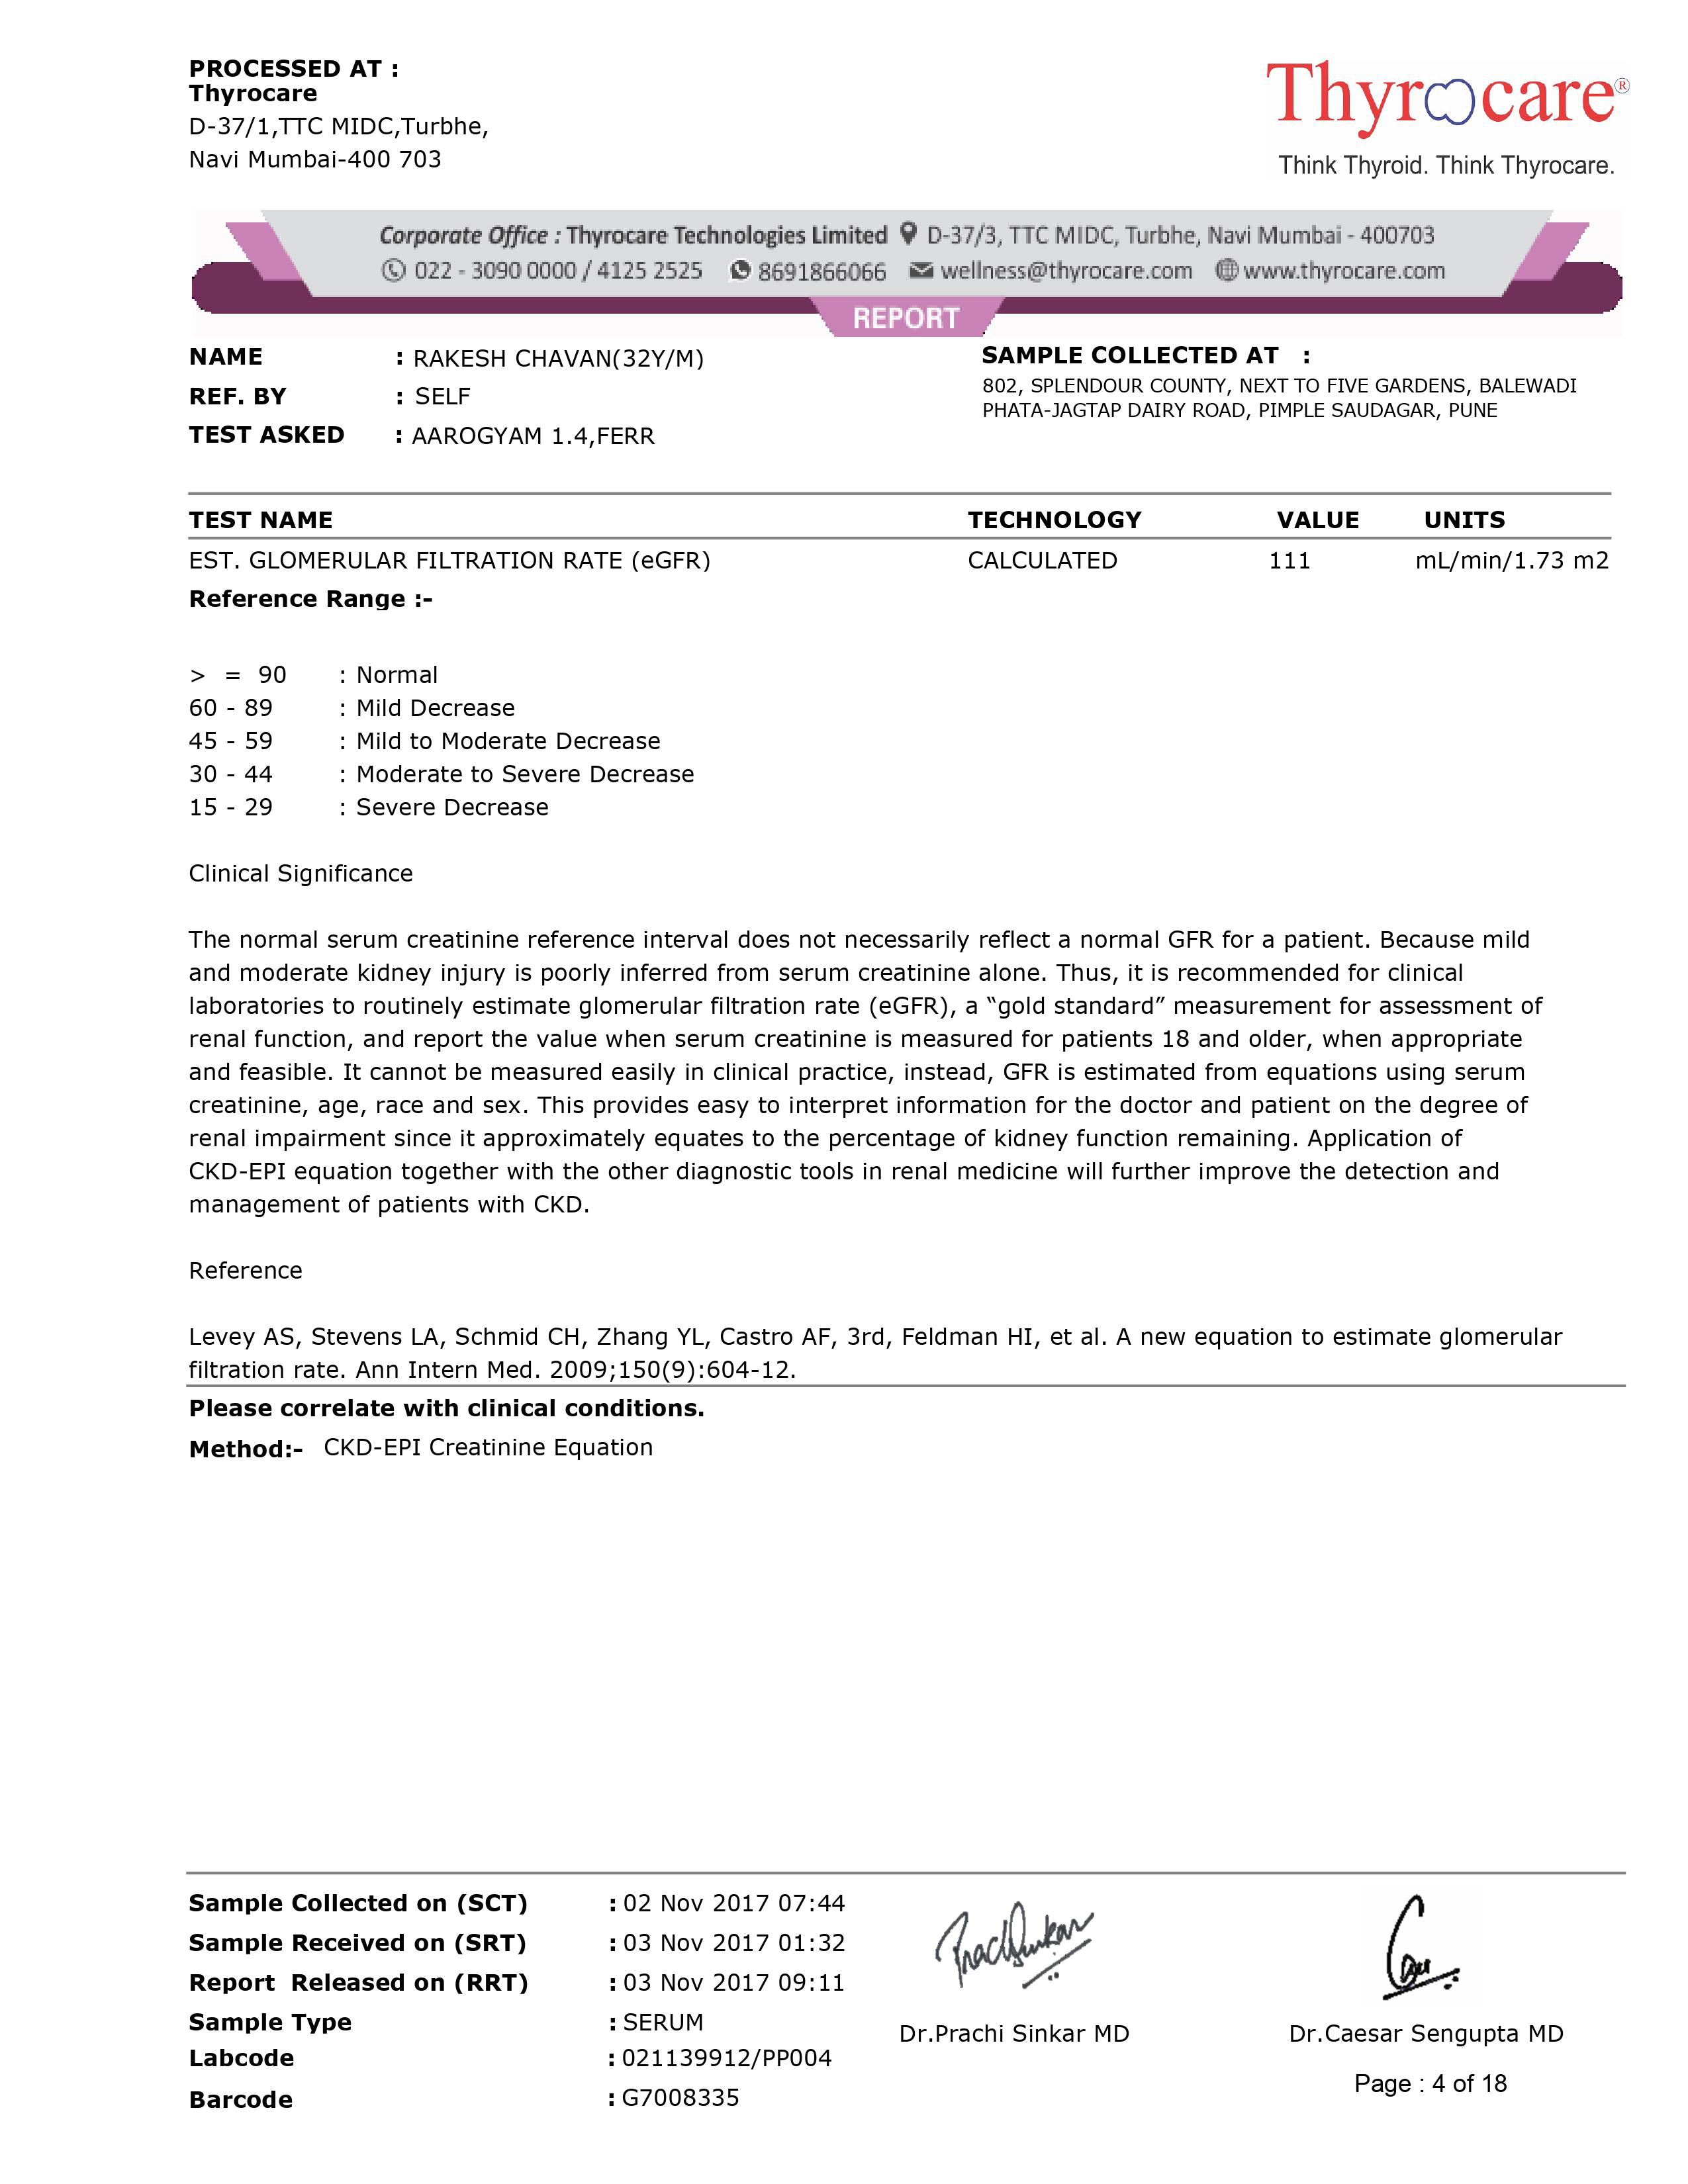 PROCESSED AT :
Thyrocare
D-37/1,TTC MIDC,Turbhe,
Navi Mumbai-400 703
Thyrocare®
Think Thyroid. Think Thyrocare.
Corporate Office : Thyrocare Technologies Limited D-37/3, TTC MIDC, Turbhe, Navi Mumbai - 400703
022 - 3090 0000 / 4125 2525 8691866066 wellness@thyrocare.com www.thyrocare.com
REPORT
NAME : RAKESH CHAVAN(32Y/M)
REF. BY : SELF
TEST ASKED : AAROGYAM 1.4,FERR
SAMPLE COLLECTED AT :
802, SPLENDOUR COUNTY, NEXT TO FIVE GARDENS, BALEWADI
PHATA-JAGTAP DAIRY ROAD, PIMPLE SAUDAGAR, PUNE
TEST NAME TECHNOLOGY VALUE UNITS
EST. GLOMERULAR FILTRATION RATE (eGFR) CALCULATED 111 mL/min/1.73 m2
Reference Range :-
> = 90 : Normal
60 - 89 : Mild Decrease
45 - 59 : Mild to Moderate Decrease
30 - 44 : Moderate to Severe Decrease
15 - 29 : Severe Decrease
Clinical Significance
The normal serum creatinine reference interval does not necessarily reflect a normal GFR for a patient. Because mild
and moderate kidney injury is poorly inferred from serum creatinine alone. Thus, it is recommended for clinical
laboratories to routinely estimate glomerular filtration rate (eGFR), a “gold standard” measurement for assessment of
renal function, and report the value when serum creatinine is measured for patients 18 and older, when appropriate
and feasible. It cannot be measured easily in clinical practice, instead, GFR is estimated from equations using serum
creatinine, age, race and sex. This provides easy to interpret information for the doctor and patient on the degree of
renal impairment since it approximately equates to the percentage of kidney function remaining. Application of
CKD-EPI equation together with the other diagnostic tools in renal medicine will further improve the detection and
management of patients with CKD.
Reference
Levey AS, Stevens LA, Schmid CH, Zhang YL, Castro AF, 3rd, Feldman HI, et al. A new equation to estimate glomerular
filtration rate. Ann Intern Med. 2009;150(9):604-12.
Please correlate with clinical conditions.
Method:- CKD-EPI Creatinine Equation
Sample Collected on (SCT) : 02 Nov 2017 07:44
Sample Received on (SRT) : 03 Nov 2017 01:32
Report Released on (RRT) : 03 Nov 2017 09:11
Sample Type : SERUM
Labcode : 021139912/PP004
Barcode : G7008335
Dr.Prachi Sinkar MD
Dr.Caesar Sengupta MD
Page : 4 of 18